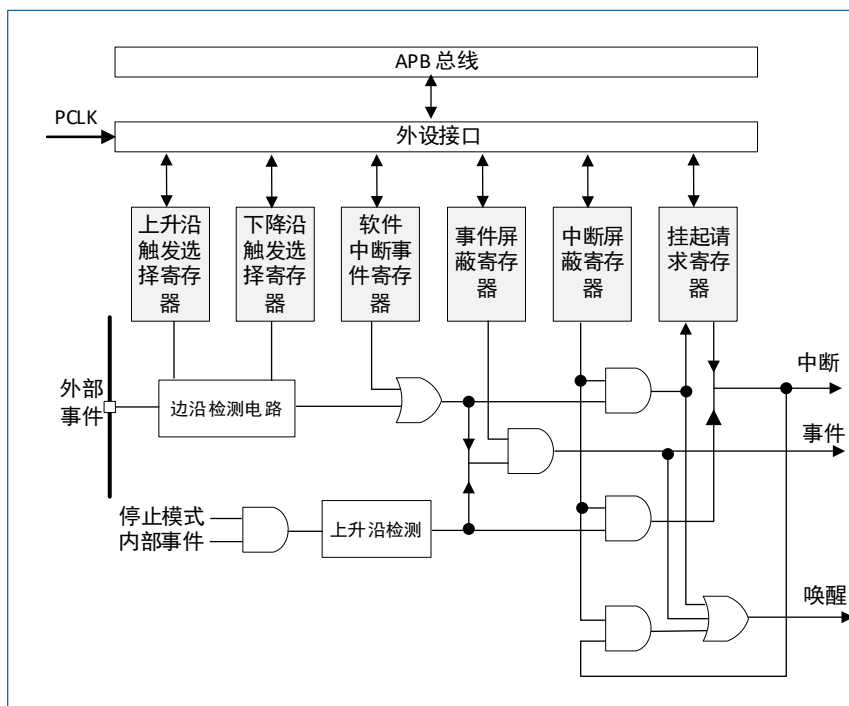 APB 总线
PCLK
外设接口
上升沿
触发选
择寄存
器
下降沿
触发选
择寄存
器
软件
中断事
件寄存
器
事件屏
蔽寄存
器
中断屏
蔽寄存
器
挂起请
求寄存
器
中断
外部
事件
边沿检测电路
事件
停止模式
内部事件
上升沿检测
唤醒